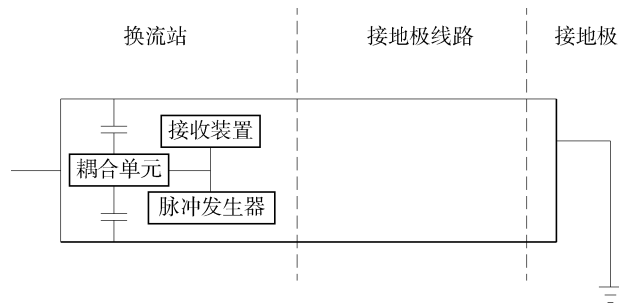 换流站 接地极线路 接地极
接收装置
耦合单元
脉冲发生器